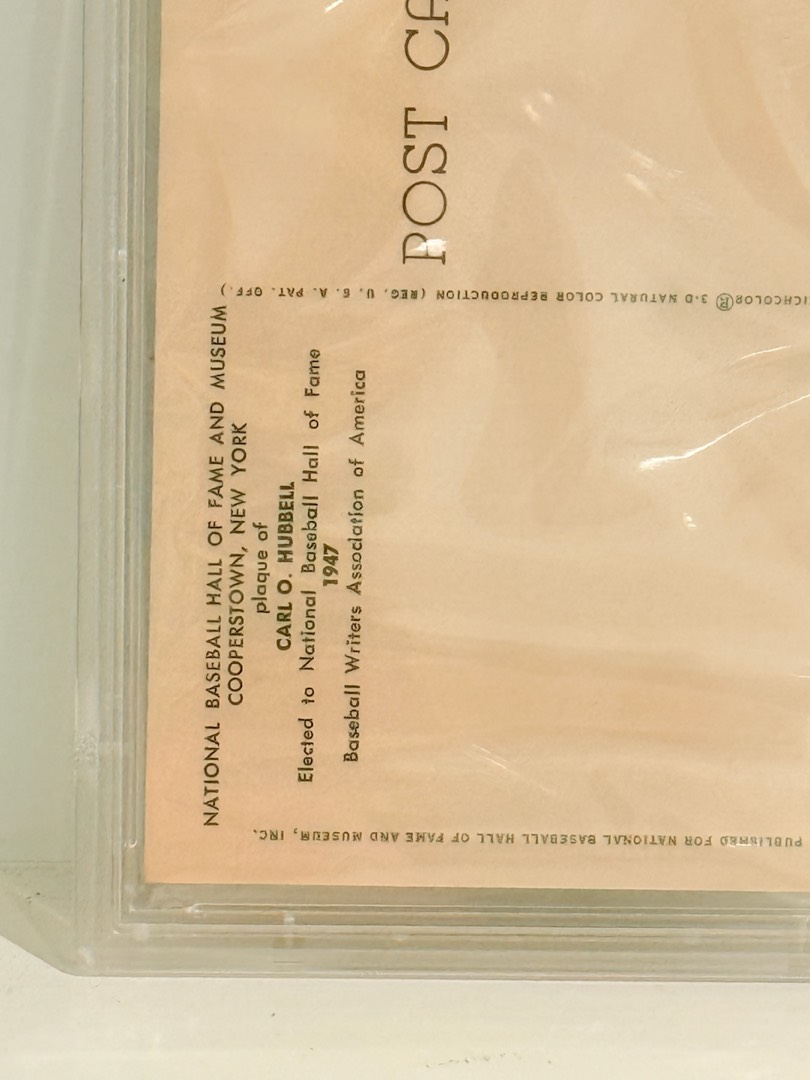 NATIONAL BASEBALL HALL OF FAME AND MUSEUM
COOPERSTOWN, NEW YORK
plaque of
CARL O. HUBBELL
Elected to National Baseball Hall of Fame
1947
Baseball Writers Association of America
POST CA
ICHCOLOR® 3-D NATURAL COLOR REPRODUCTION (REG. U. S. A. PAT. OFF.)
PUBLISHED FOR NATIONAL BASEBALL HALL OF FAME AND MUSEUM, INC.